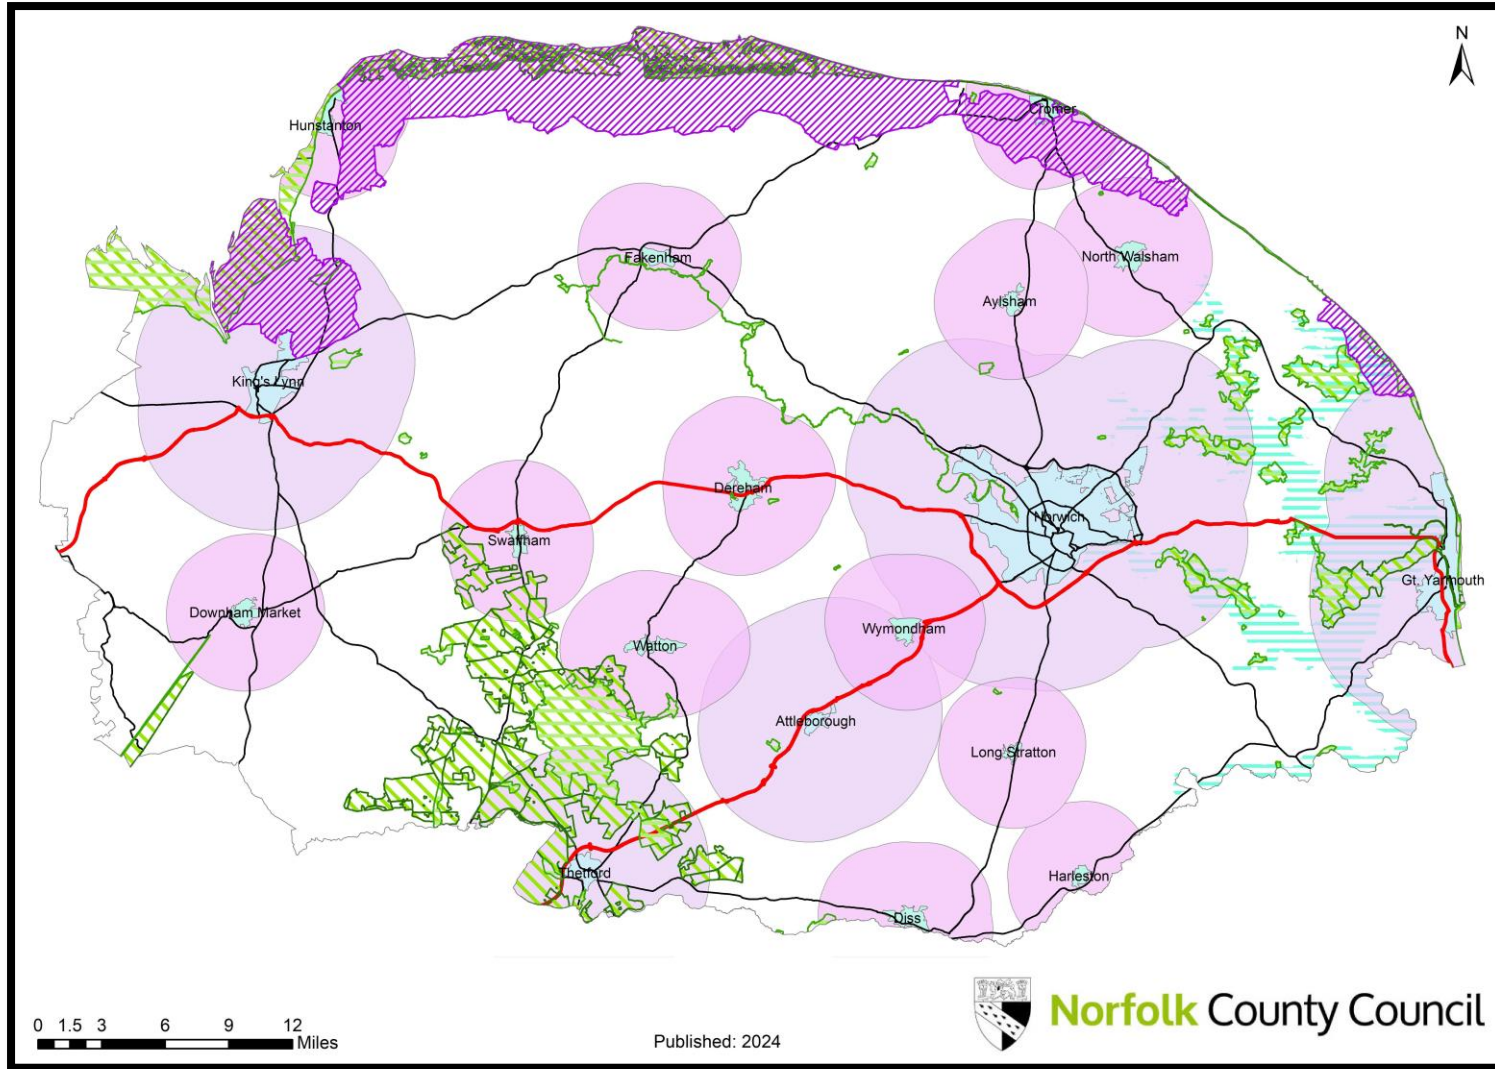 N
Hunstanton
Cromer
Fakenham
North Walsham
Aylsham
King's Lynn
Dereham
Norwich
Swaffham
Gt. Yarmouth
Downham Market
Wymondham
Watton
Attleborough
Long Stratton
Thetford
Harleston
Diss
Norfolk County Council
0 1.5 3 6 9 12
Miles
Published: 2024